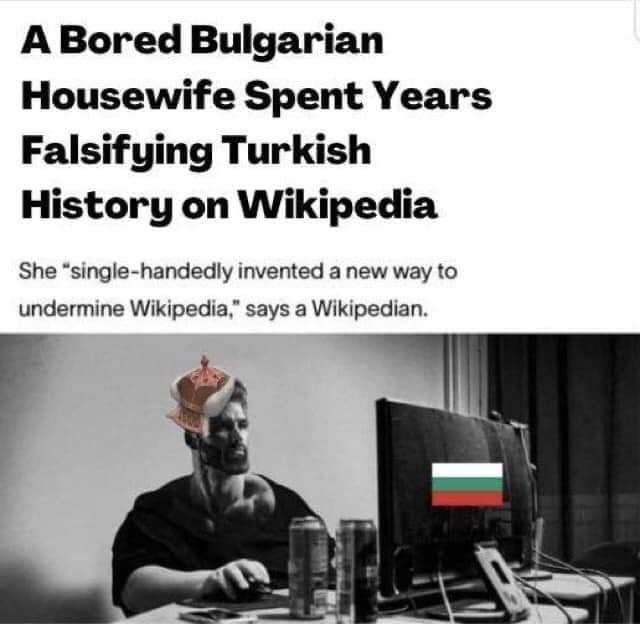 A Bored Bulgarian
Housewife Spent Years
Falsifying Turkish
History on Wikipedia
She "single-handedly invented a new way to
undermine Wikipedia," says a Wikipedian.